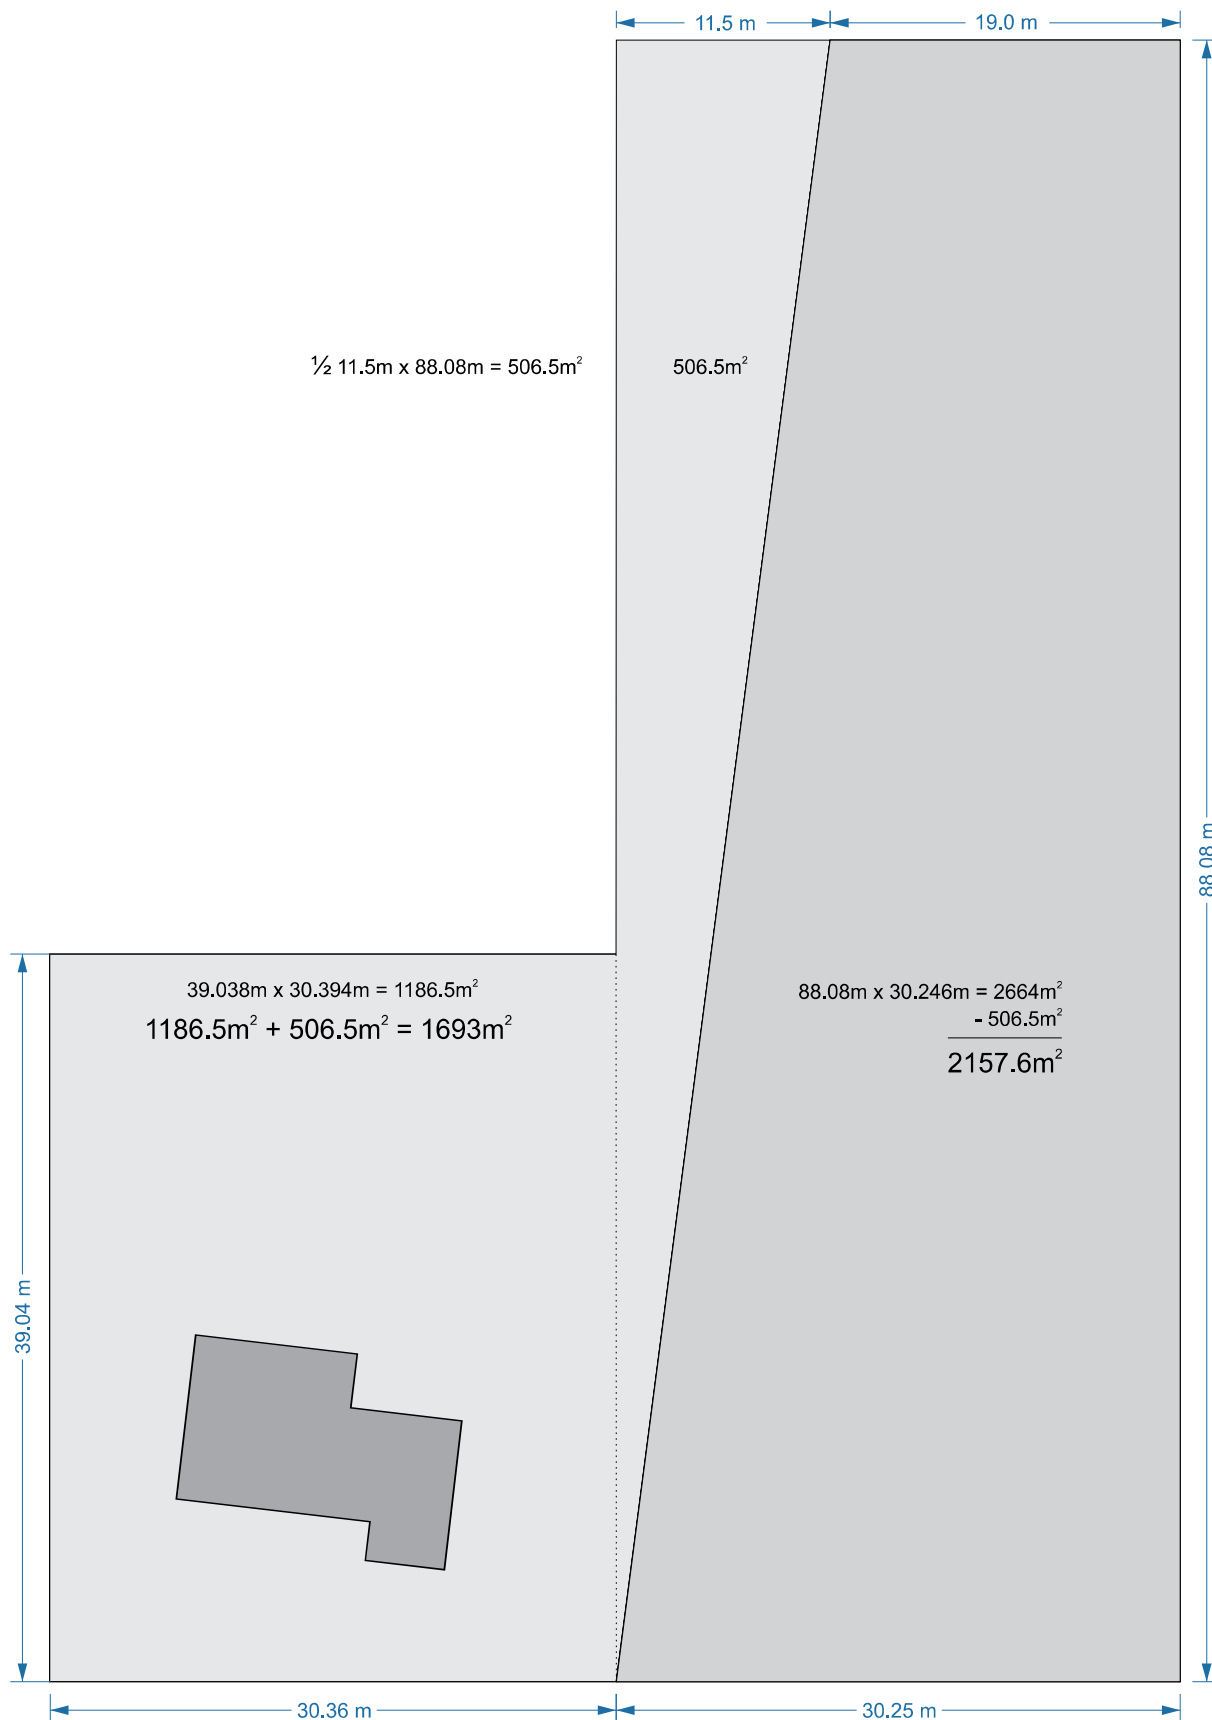 11.5 m
19.0 m
½ 11.5m x 88.08m = 506.5m²
506.5m²
88.08 m
39.038m x 30.394m = 1186.5m²
1186.5m² + 506.5m² = 1693m²
88.08m x 30.246m = 2664m²
- 506.5m²
2157.6m²
39.04 m
30.36 m
30.25 m